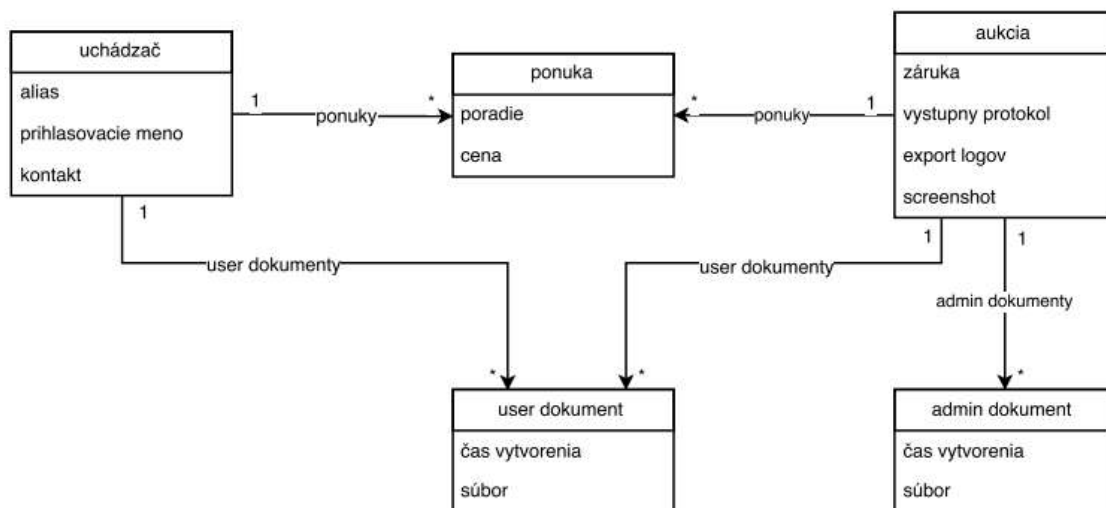 uchádzač
alias
prihlasovacie meno
kontakt
1
ponuky
*
ponuka
poradie
cena
*
ponuky
1
aukcia
záruka
vystupny protokol
export logov
screenshot
1
user dokumenty
*
1
user dokumenty
*
1
admin dokumenty
*
user dokument
čas vytvorenia
súbor
admin dokument
čas vytvorenia
súbor